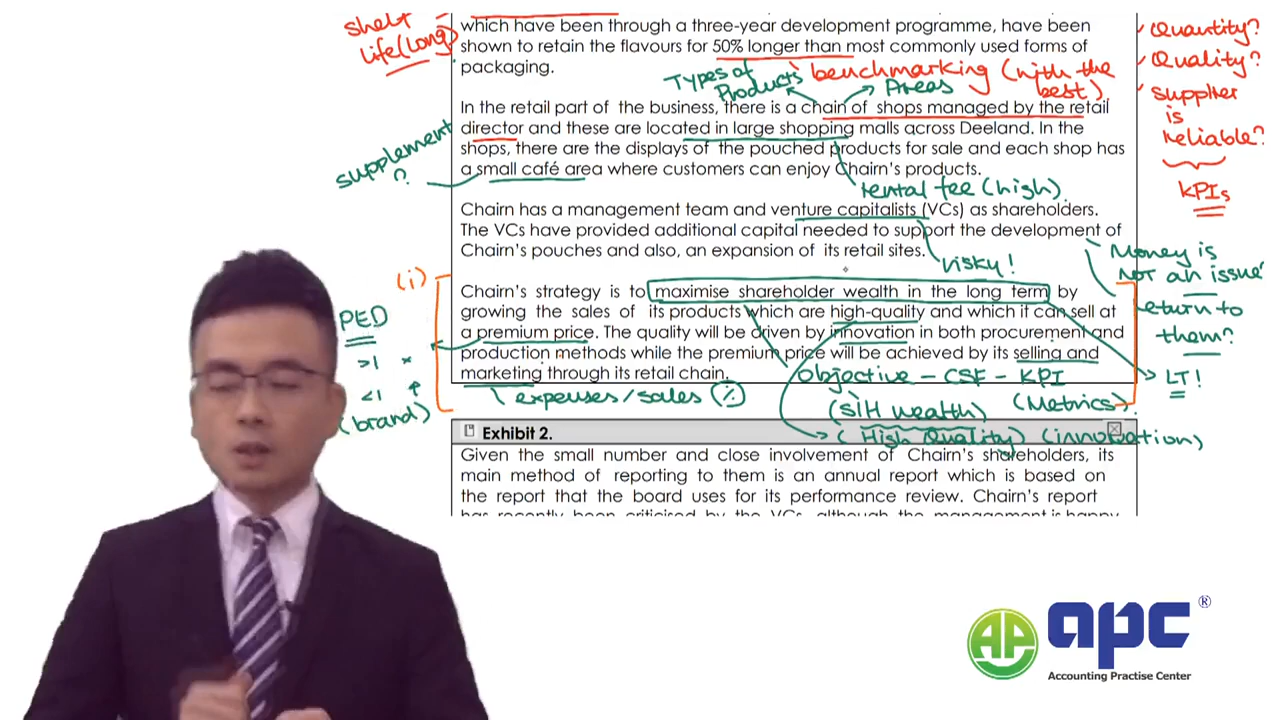 shelf
life(long)
which have been through a three-year development programme, have been
shown to retain the flavours for 50% longer than most commonly used forms of
packaging.
Types of
Products
benchmarking (with the
best).
Areas
Quantity?
Quality?
supplier
is
reliable?
KPIs
In the retail part of the business, there is a chain of shops managed by the retail
director and these are located in large shopping malls across Deeland. In the
shops, there are the displays of the pouched products for sale and each shop has
a small café area where customers can enjoy Chairn's products.
supplement
?
rental fee (high).
Chairn has a management team and venture capitalists (VCs) as shareholders.
The VCs have provided additional capital needed to support the development of
Chairn's pouches and also, an expansion of its retail sites.
risky!
Money is
NOT an issue
return to
them?
LT!
(i)
Chairn's strategy is to maximise shareholder wealth in the long term by
growing the sales of its products which are high-quality and which it can sell at
a premium price. The quality will be driven by innovation in both procurement and
production methods while the premium price will be achieved by its selling and
marketing through its retail chain.
PED
>1
<1
(brand)
expenses/sales (%)
Objective – CSF – KPI
(S/H wealth)
(Metrics).
(High Quality) (innovation)
Exhibit 2.
Given the small number and close involvement of Chairn's shareholders, its
main method of reporting to them is an annual report which is based on
the report that the board uses for its performance review. Chairn's report
has recently been criticised by the VCs, although the management is happy
AP
apc®
Accounting Practise Center